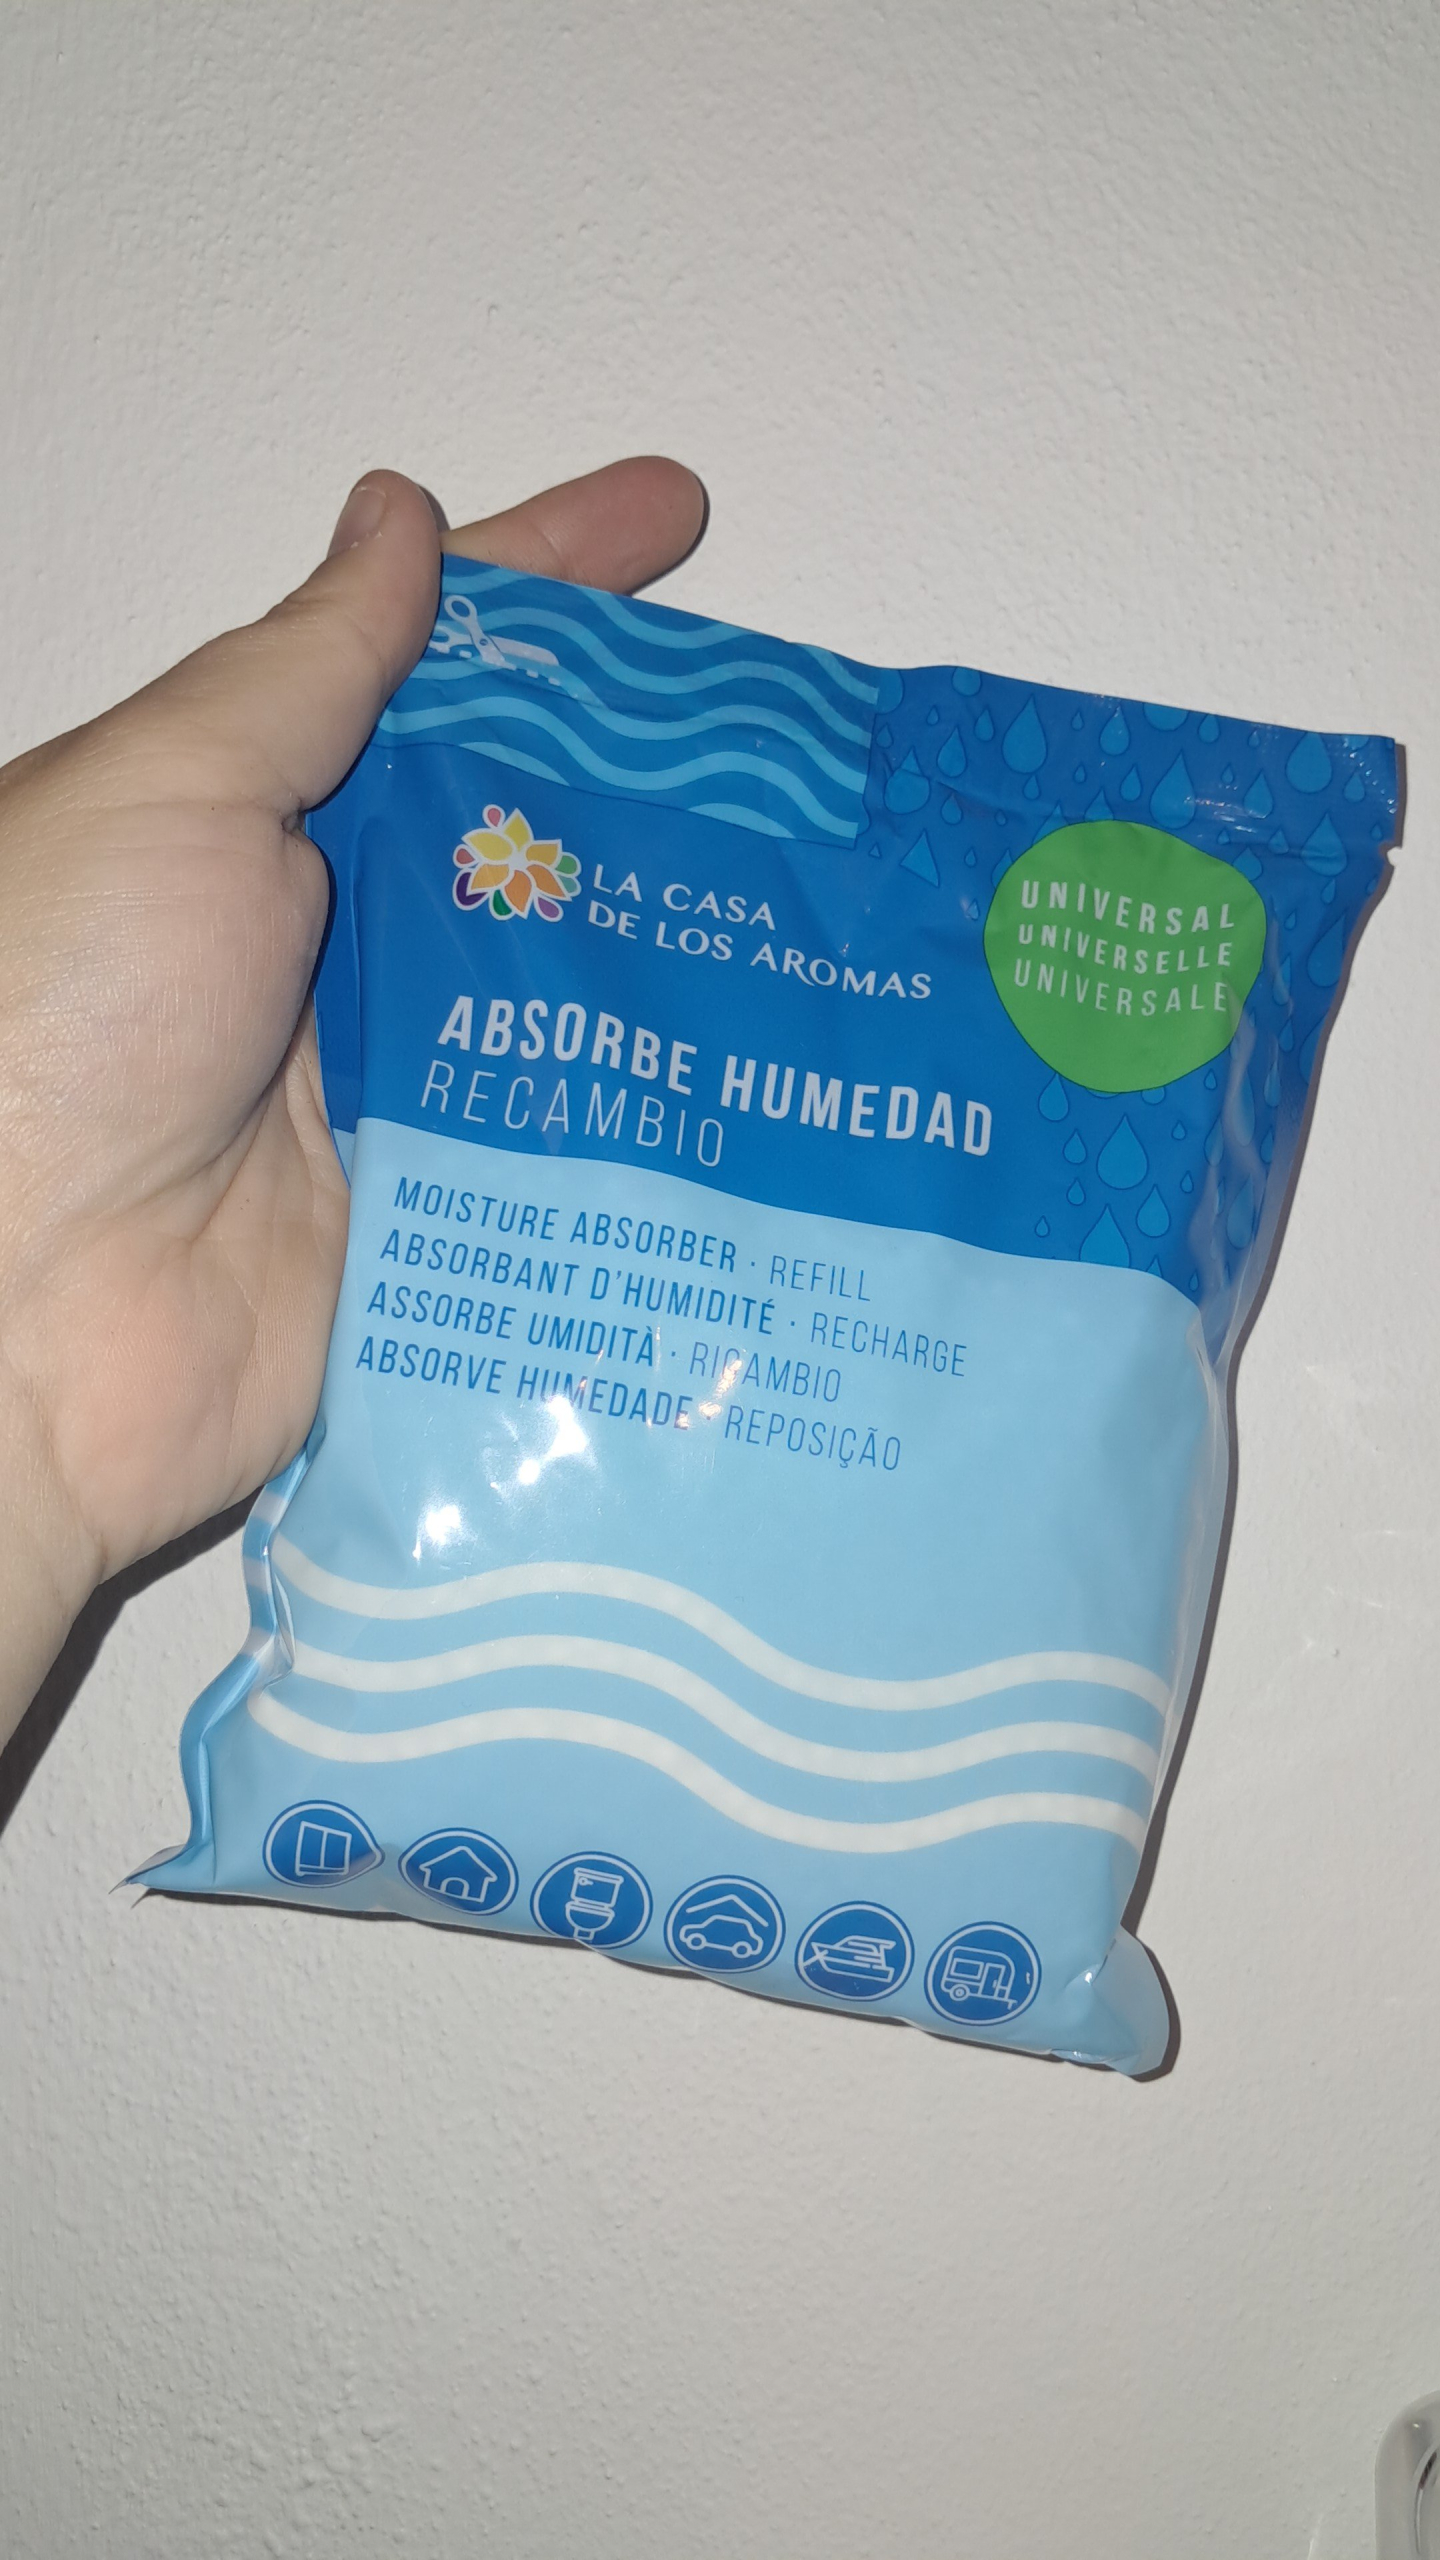 LA CASA
DE LOS AROMAS
UNIVERSAL
UNIVERSELLE
UNIVERSALE
ABSORBE HUMEDAD
RECAMBIO
MOISTURE ABSORBER · REFILL
ABSORBANT D'HUMIDITÉ · RECHARGE
ASSORBE UMIDITÀ · RICAMBIO
ABSORVE HUMEDADE · REPOSIÇÃO